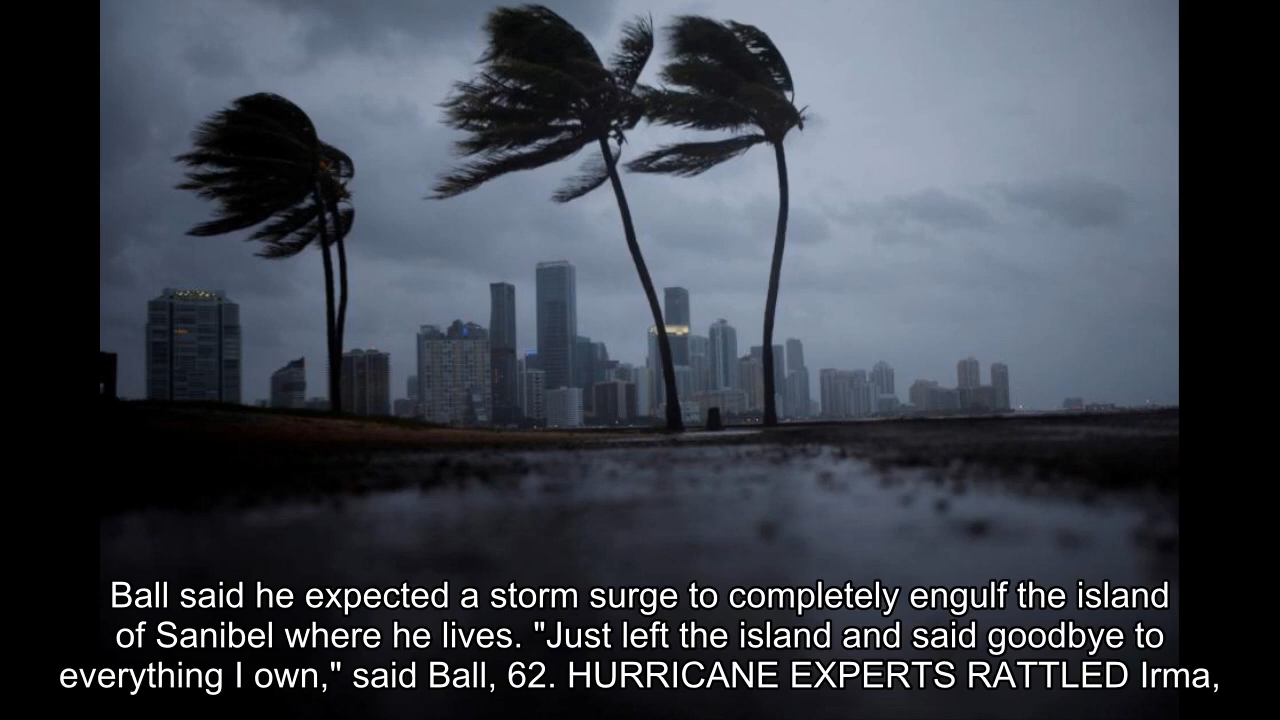 Ball said he expected a storm surge to completely engulf the island
of Sanibel where he lives. "Just left the island and said goodbye to
everything I own," said Ball, 62. HURRICANE EXPERTS RATTLED Irma,